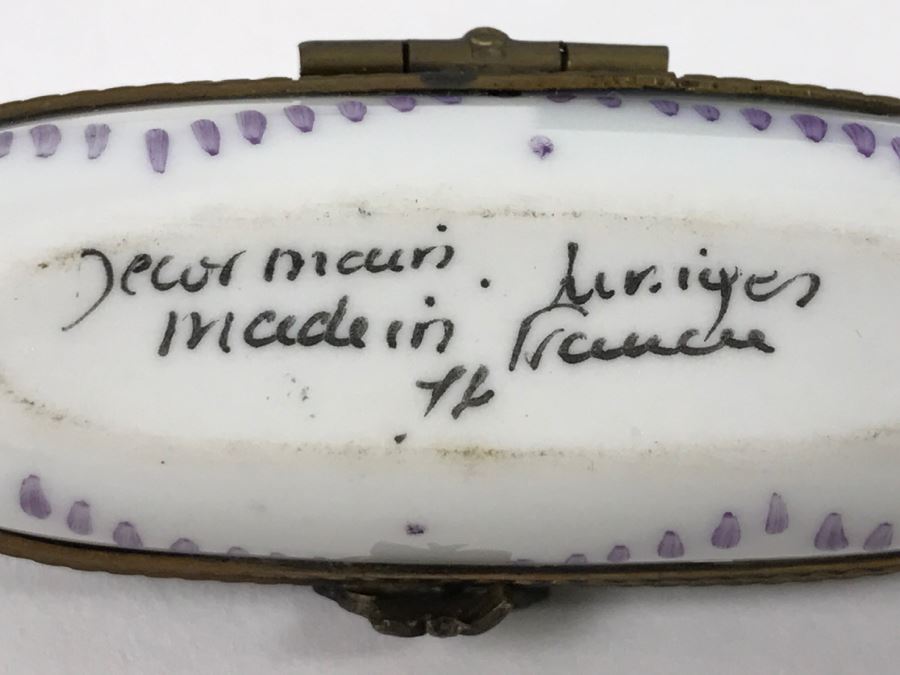 Decor main. Limoges
Made in France